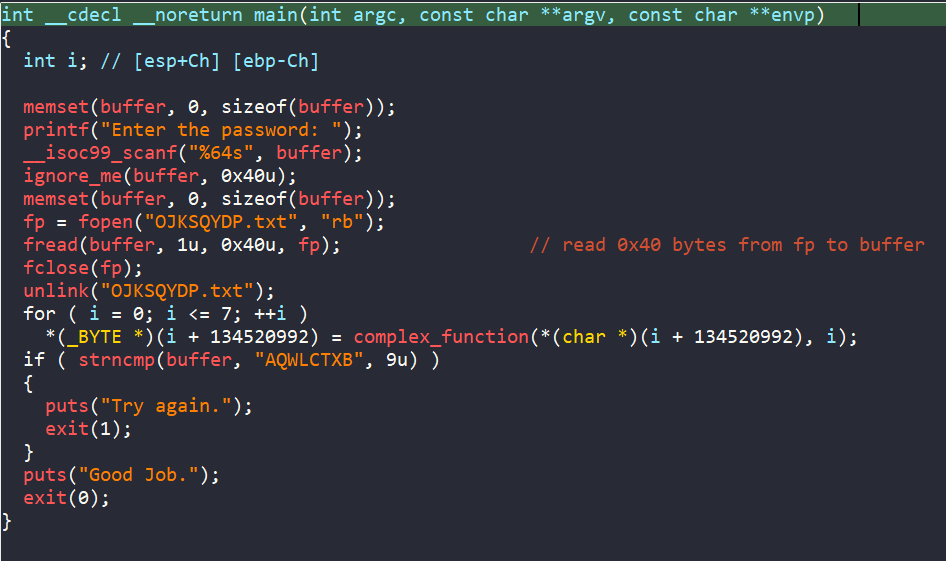 int __cdecl __noreturn main(int argc, const char **argv, const char **envp)
{
  int i; // [esp+Ch] [ebp-Ch]

  memset(buffer, 0, sizeof(buffer));
  printf("Enter the password: ");
  __isoc99_scanf("%64s", buffer);
  ignore_me(buffer, 0x40u);
  memset(buffer, 0, sizeof(buffer));
  fp = fopen("OJKSQYDP.txt", "rb");
  fread(buffer, 1u, 0x40u, fp);                 // read 0x40 bytes from fp to buffer
  fclose(fp);
  unlink("OJKSQYDP.txt");
  for ( i = 0; i <= 7; ++i )
    *(_BYTE *)(i + 134520992) = complex_function(*(char *)(i + 134520992), i);
  if ( strncmp(buffer, "AQWLCTXB", 9u) )
  {
    puts("Try again.");
    exit(1);
  }
  puts("Good Job.");
  exit(0);
}